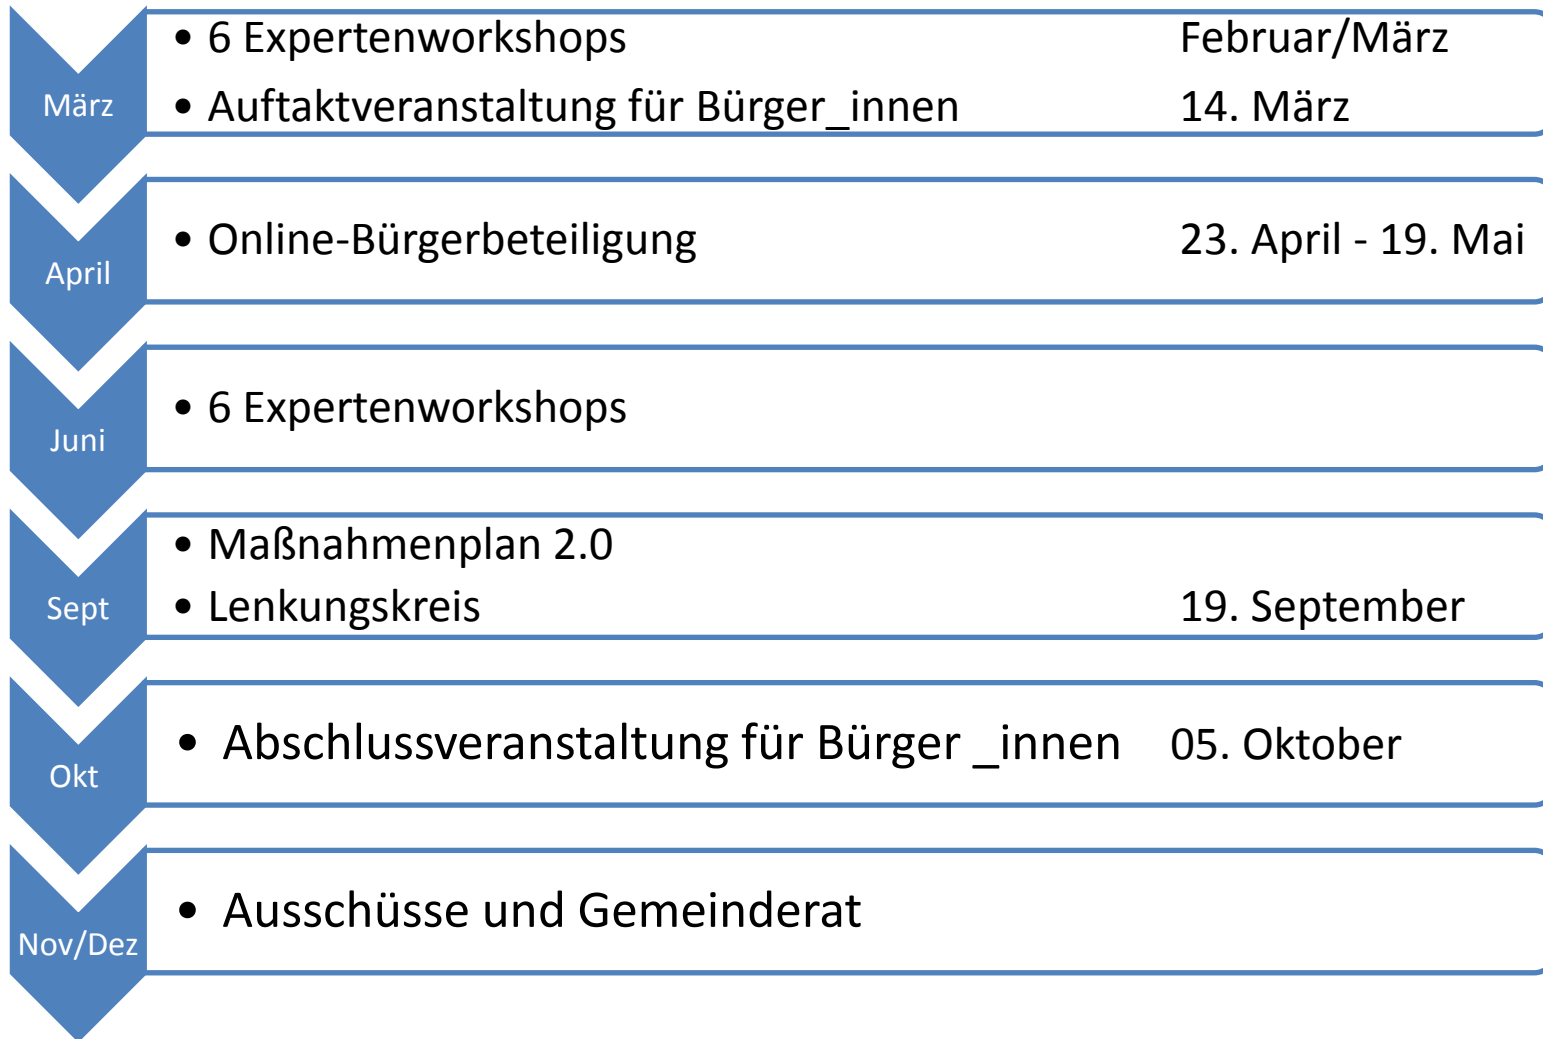 März
• 6 Expertenworkshops Februar/März
• Auftaktveranstaltung für Bürger_innen 14. März
April
• Online-Bürgerbeteiligung 23. April - 19. Mai
Juni
• 6 Expertenworkshops
Sept
• Maßnahmenplan 2.0
• Lenkungskreis 19. September
Okt
• Abschlussveranstaltung für Bürger _innen 05. Oktober
Nov/Dez
• Ausschüsse und Gemeinderat